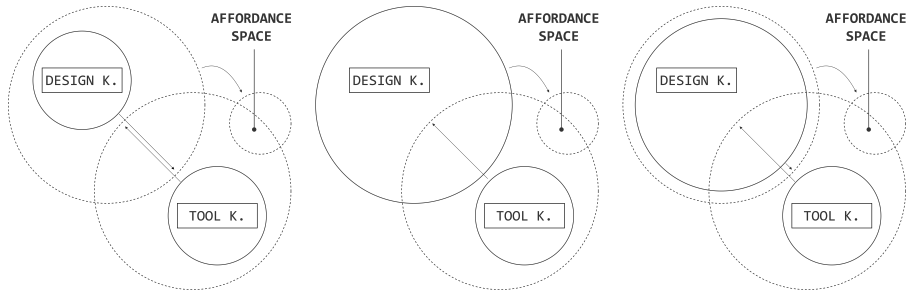 AFFORDANCE
SPACE
DESIGN K.
TOOL K.
AFFORDANCE
SPACE
DESIGN K.
TOOL K.
AFFORDANCE
SPACE
DESIGN K.
TOOL K.